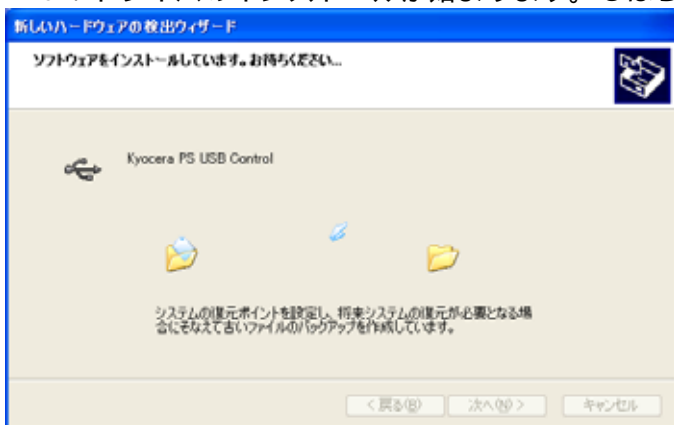 新しいハードウェアの検出ウィザード
ソフトウェアをインストールしています。お待ちください...
Kyocera PS USB Control
システムの復元ポイントを設定し、将来システムの復元が必要となる場
合にそなえて古いファイルのバックアップを作成しています。
< 戻る(B) 次へ(N) > キャンセル